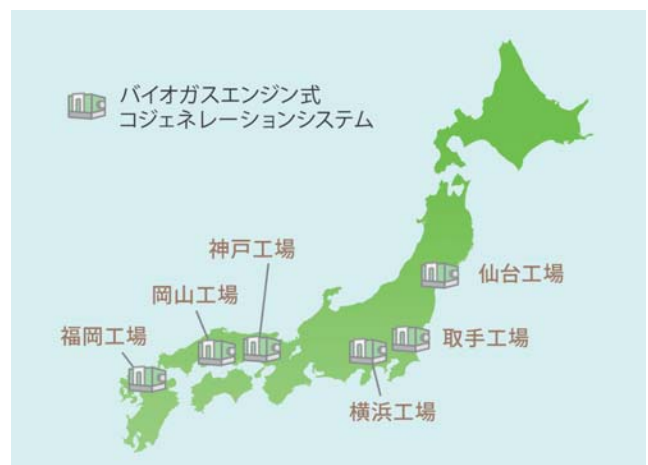 バイオガスエンジン式
コジェネレーションシステム
神戸工場
仙台工場
岡山工場
福岡工場
取手工場
横浜工場